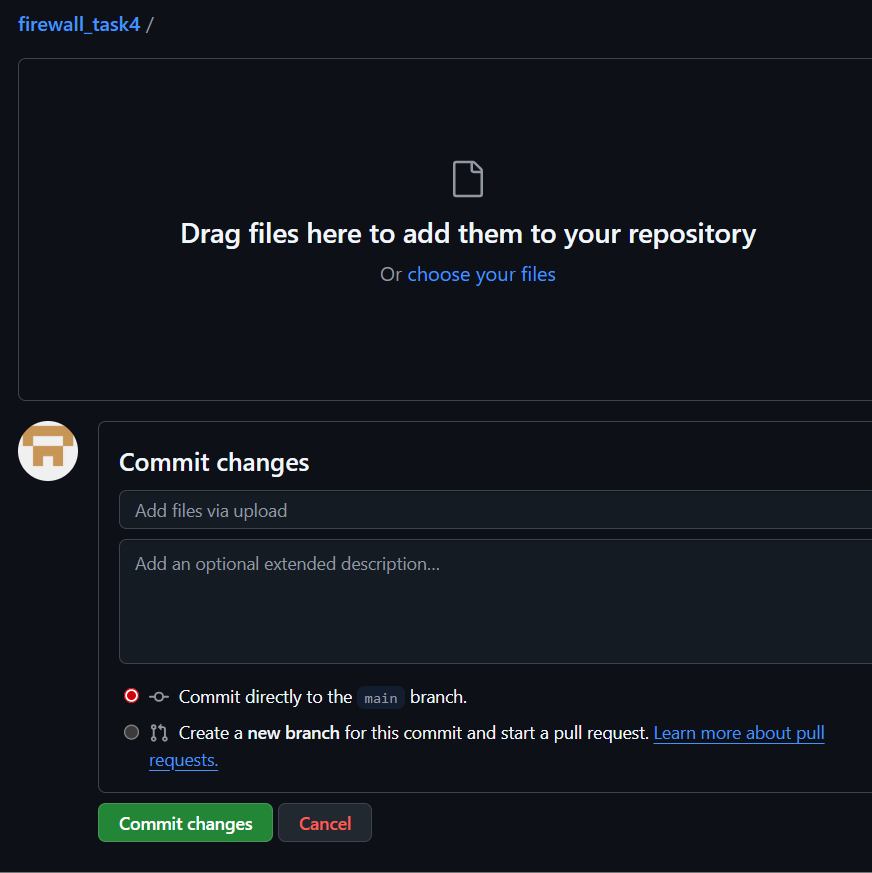 firewall_task4 /
Drag files here to add them to your repository
Or choose your files
Commit changes
Add files via upload
Add an optional extended description...
Commit directly to the main branch.
Create a new branch for this commit and start a pull request. Learn more about pull
requests.
Commit changes
Cancel